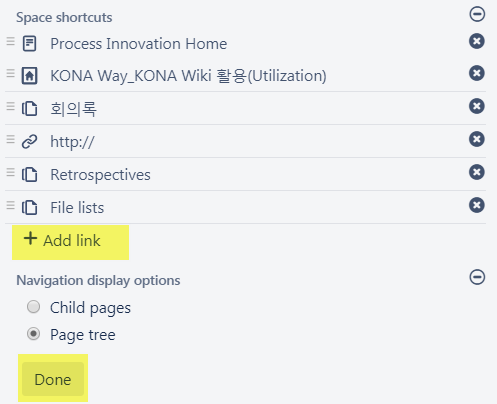 Space shortcuts
Process Innovation Home
KONA Way_KONA Wiki 활용(Utilization)
회의록
http://
Retrospectives
File lists
Add link
Navigation display options
Child pages
Page tree
Done